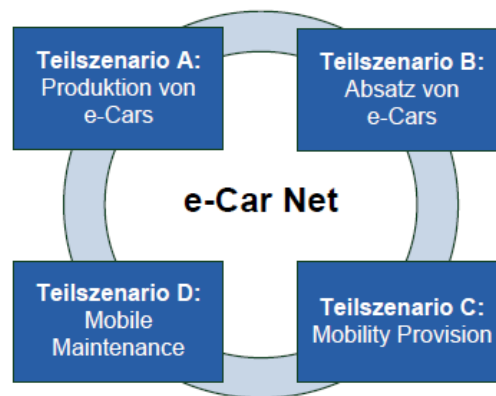 Teilszenario A:
Produktion von
e-Cars
Teilszenario B:
Absatz von
e-Cars
e-Car Net
Teilszenario D:
Mobile
Maintenance
Teilszenario C:
Mobility Provision